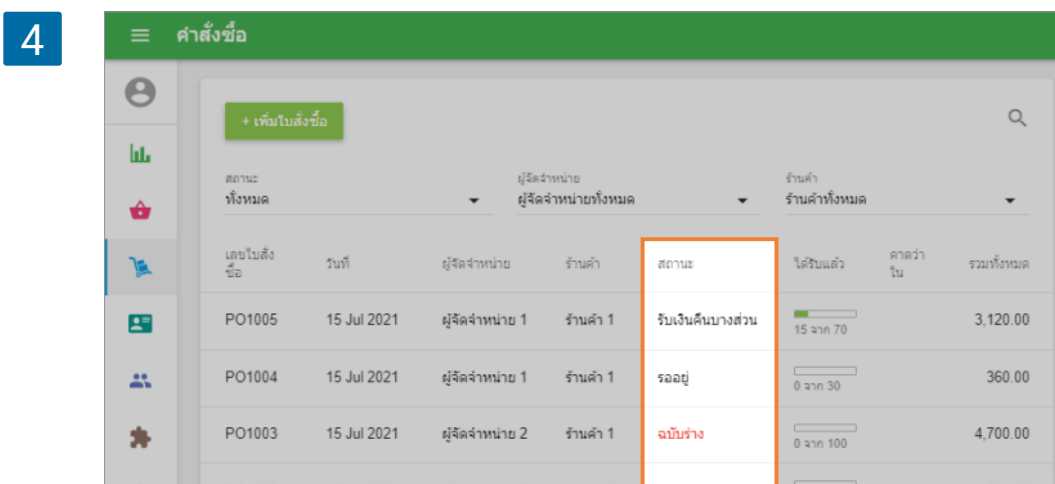 4
คำสั่งซื้อ
+ เพิ่มใบสั่งซื้อ
สถานะ ผู้จัดจำหน่าย ร้านค้า
ทั้งหมด ผู้จัดจำหน่ายทั้งหมด ร้านค้าทั้งหมด
เลขใบสั่ง วันที่ ผู้จัดจำหน่าย ร้านค้า สถานะ ได้รับแล้ว คาดว่า รวมทั้งหมด
ซื้อ ใน
PO1005 15 Jul 2021 ผู้จัดจำหน่าย 1 ร้านค้า 1 รับเงินคืนบางส่วน 3,120.00
15 จาก 70
PO1004 15 Jul 2021 ผู้จัดจำหน่าย 1 ร้านค้า 1 รออยู่ 360.00
0 จาก 30
PO1003 15 Jul 2021 ผู้จัดจำหน่าย 2 ร้านค้า 1 ฉบับร่าง 4,700.00
0 จาก 100